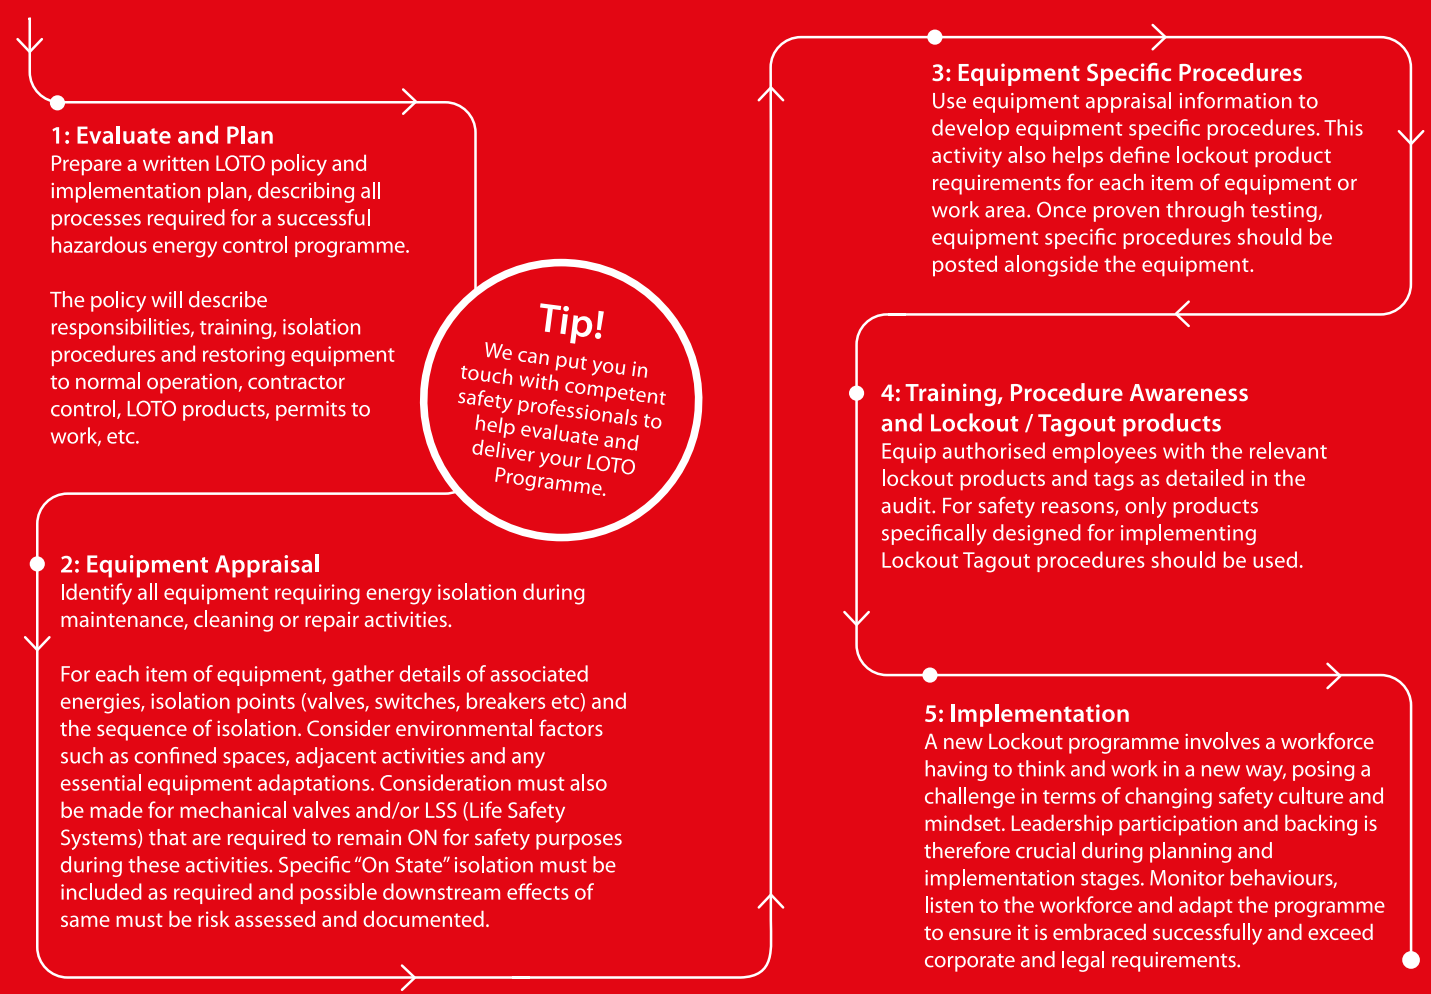 1: Evaluate and Plan
Prepare a written LOTO policy and
implementation plan, describing all
processes required for a successful
hazardous energy control programme.
The policy will describe
responsibilities, training, isolation
procedures and restoring equipment
to normal operation, contractor
control, LOTO products, permits to
work, etc.
Tip!
We can put you in
touch with competent
safety professionals to
help evaluate and
deliver your LOTO
Programme.
2: Equipment Appraisal
Identify all equipment requiring energy isolation during
maintenance, cleaning or repair activities.
For each item of equipment, gather details of associated
energies, isolation points (valves, switches, breakers etc) and
the sequence of isolation. Consider environmental factors
such as confined spaces, adjacent activities and any
essential equipment adaptations. Consideration must also
be made for mechanical valves and/or LSS (Life Safety
Systems) that are required to remain ON for safety purposes
during these activities. Specific “On State” isolation must be
included as required and possible downstream effects of
same must be risk assessed and documented.
3: Equipment Specific Procedures
Use equipment appraisal information to
develop equipment specific procedures. This
activity also helps define lockout product
requirements for each item of equipment or
work area. Once proven through testing,
equipment specific procedures should be
posted alongside the equipment.
4: Training, Procedure Awareness
and Lockout / Tagout products
Equip authorised employees with the relevant
lockout products and tags as detailed in the
audit. For safety reasons, only products
specifically designed for implementing
Lockout Tagout procedures should be used.
5: Implementation
A new Lockout programme involves a workforce
having to think and work in a new way, posing a
challenge in terms of changing safety culture and
mindset. Leadership participation and backing is
therefore crucial during planning and
implementation stages. Monitor behaviours,
listen to the workforce and adapt the programme
to ensure it is embraced successfully and exceed
corporate and legal requirements.